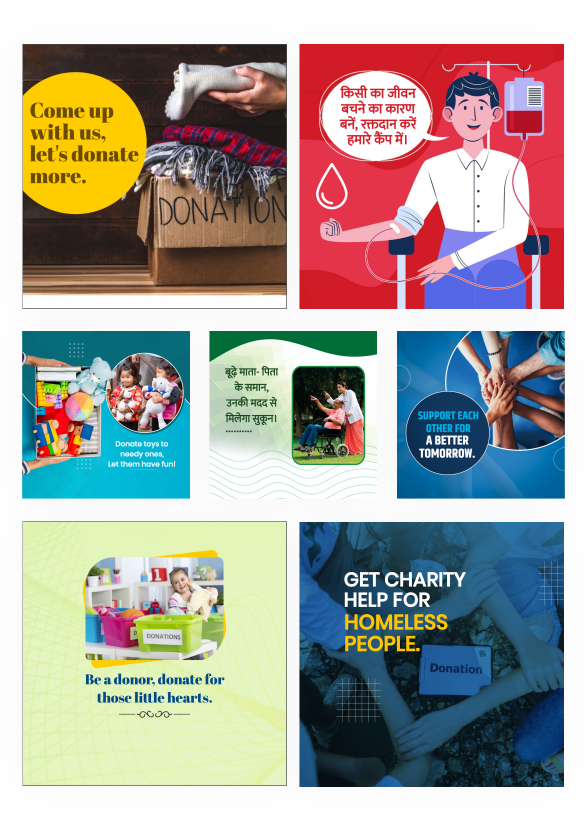 Come up
with us,
let's donate
more.
DONATION
किसी का जीवन
बचने का कारण
बनें, रक्तदान करें
हमारे कैंप में।
Donate toys to
needy ones,
Let them have fun!
बूढ़े माता- पिता
के समान,
उनकी मदद से
मिलेगा सुकून।
..........
SUPPORT EACH
OTHER FOR
A BETTER
TOMORROW.
1
DONATIONS
Be a donor, donate for
those little hearts.
GET CHARITY
HELP FOR
HOMELESS
PEOPLE.
Donation